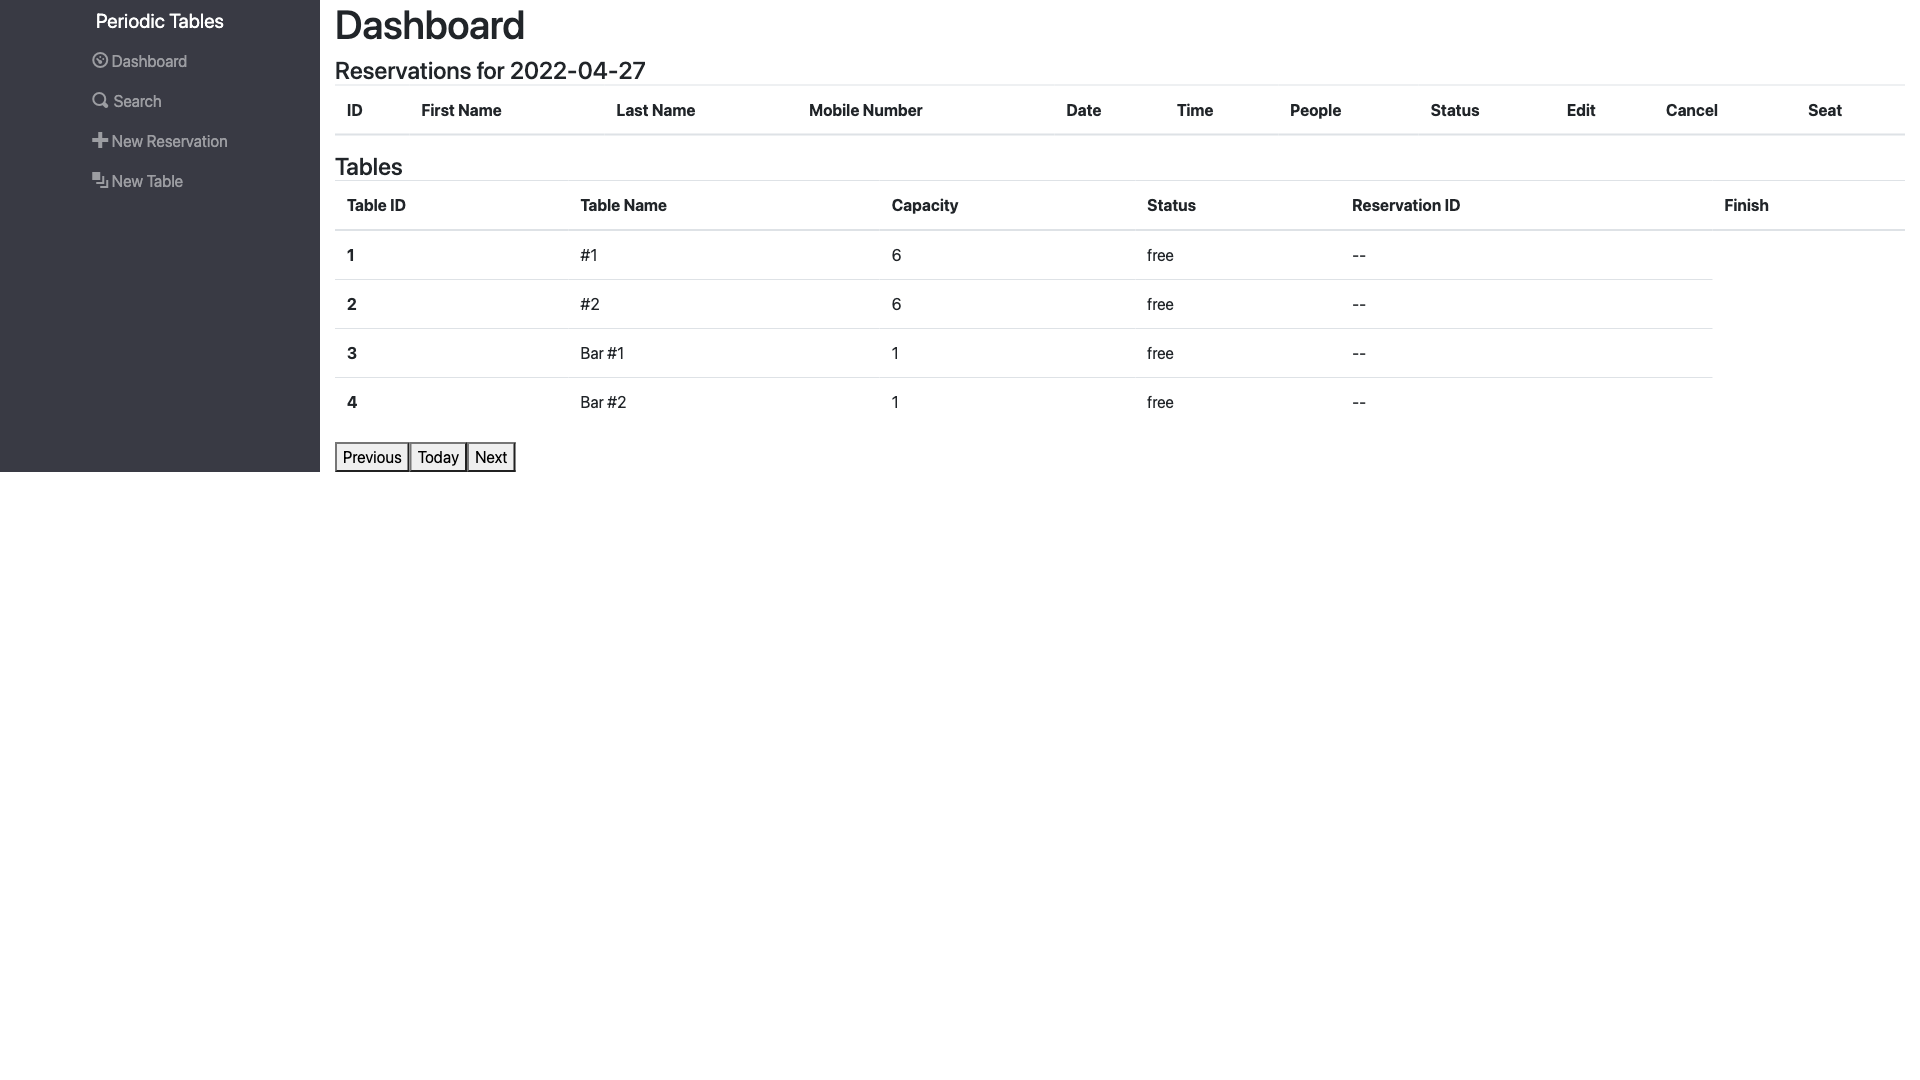 Periodic Tables
Dashboard
Search
New Reservation
New Table
Dashboard
Reservations for 2022-04-27
ID First Name Last Name Mobile Number Date Time People Status Edit Cancel Seat
Tables
Table ID Table Name Capacity Status Reservation ID Finish
1 #1 6 free --
2 #2 6 free --
3 Bar #1 1 free --
4 Bar #2 1 free --
Previous Today Next